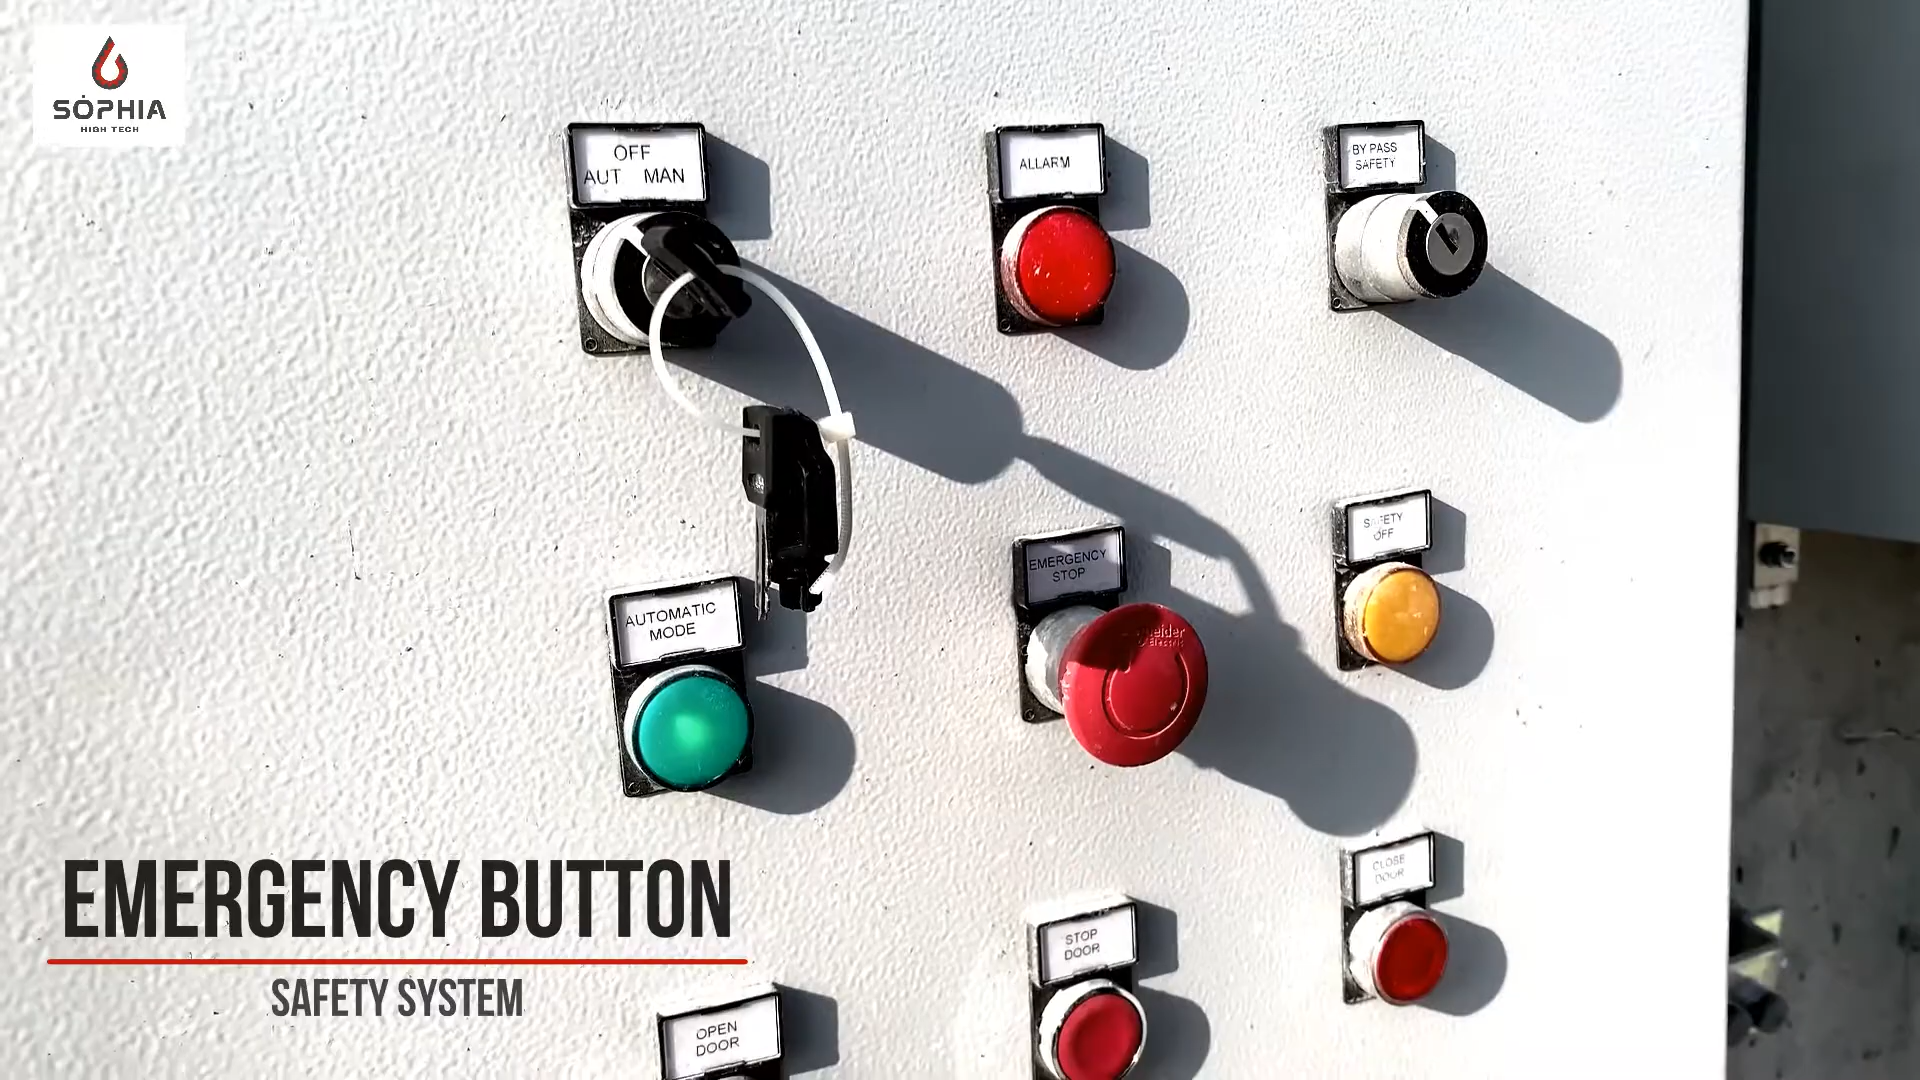 SOPHIA
HIGH TECH
OFF
AUT MAN
ALLARM
BY PASS
SAFETY
AUTOMATIC
MODE
EMERGENCY
STOP
SAFETY
OFF
CLOSE
DOOR
STOP
DOOR
OPEN
DOOR
EMERGENCY BUTTON
SAFETY SYSTEM